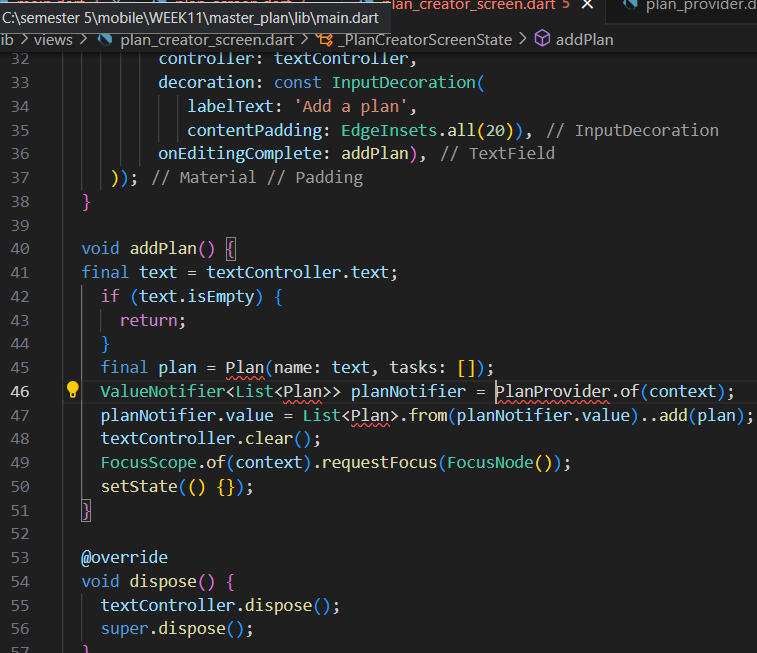 C:\semester 5\mobile\WEEK11\master_plan\lib\main.dart
plan_creator_screen.dart 5 × plan_provider.d
ib > views > plan_creator_screen.dart > _PlanCreatorScreenState > addPlan
32 controller: textController,
33 decoration: const InputDecoration(
34 labelText: 'Add a plan',
35 contentPadding: EdgeInsets.all(20)), // InputDecoration
36 onEditingComplete: addPlan), // TextField
37 )); // Material // Padding
38 }
39
40 void addPlan() {
41 final text = textController.text;
42 if (text.isEmpty) {
43 return;
44 }
45 final plan = Plan(name: text, tasks: []);
46 ValueNotifier<List<Plan>> planNotifier = PlanProvider.of(context);
47 planNotifier.value = List<Plan>.from(planNotifier.value)..add(plan);
48 textController.clear();
49 FocusScope.of(context).requestFocus(FocusNode());
50 setState(() {});
51 }
52
53 @override
54 void dispose() {
55 textController.dispose();
56 super.dispose();
57 }